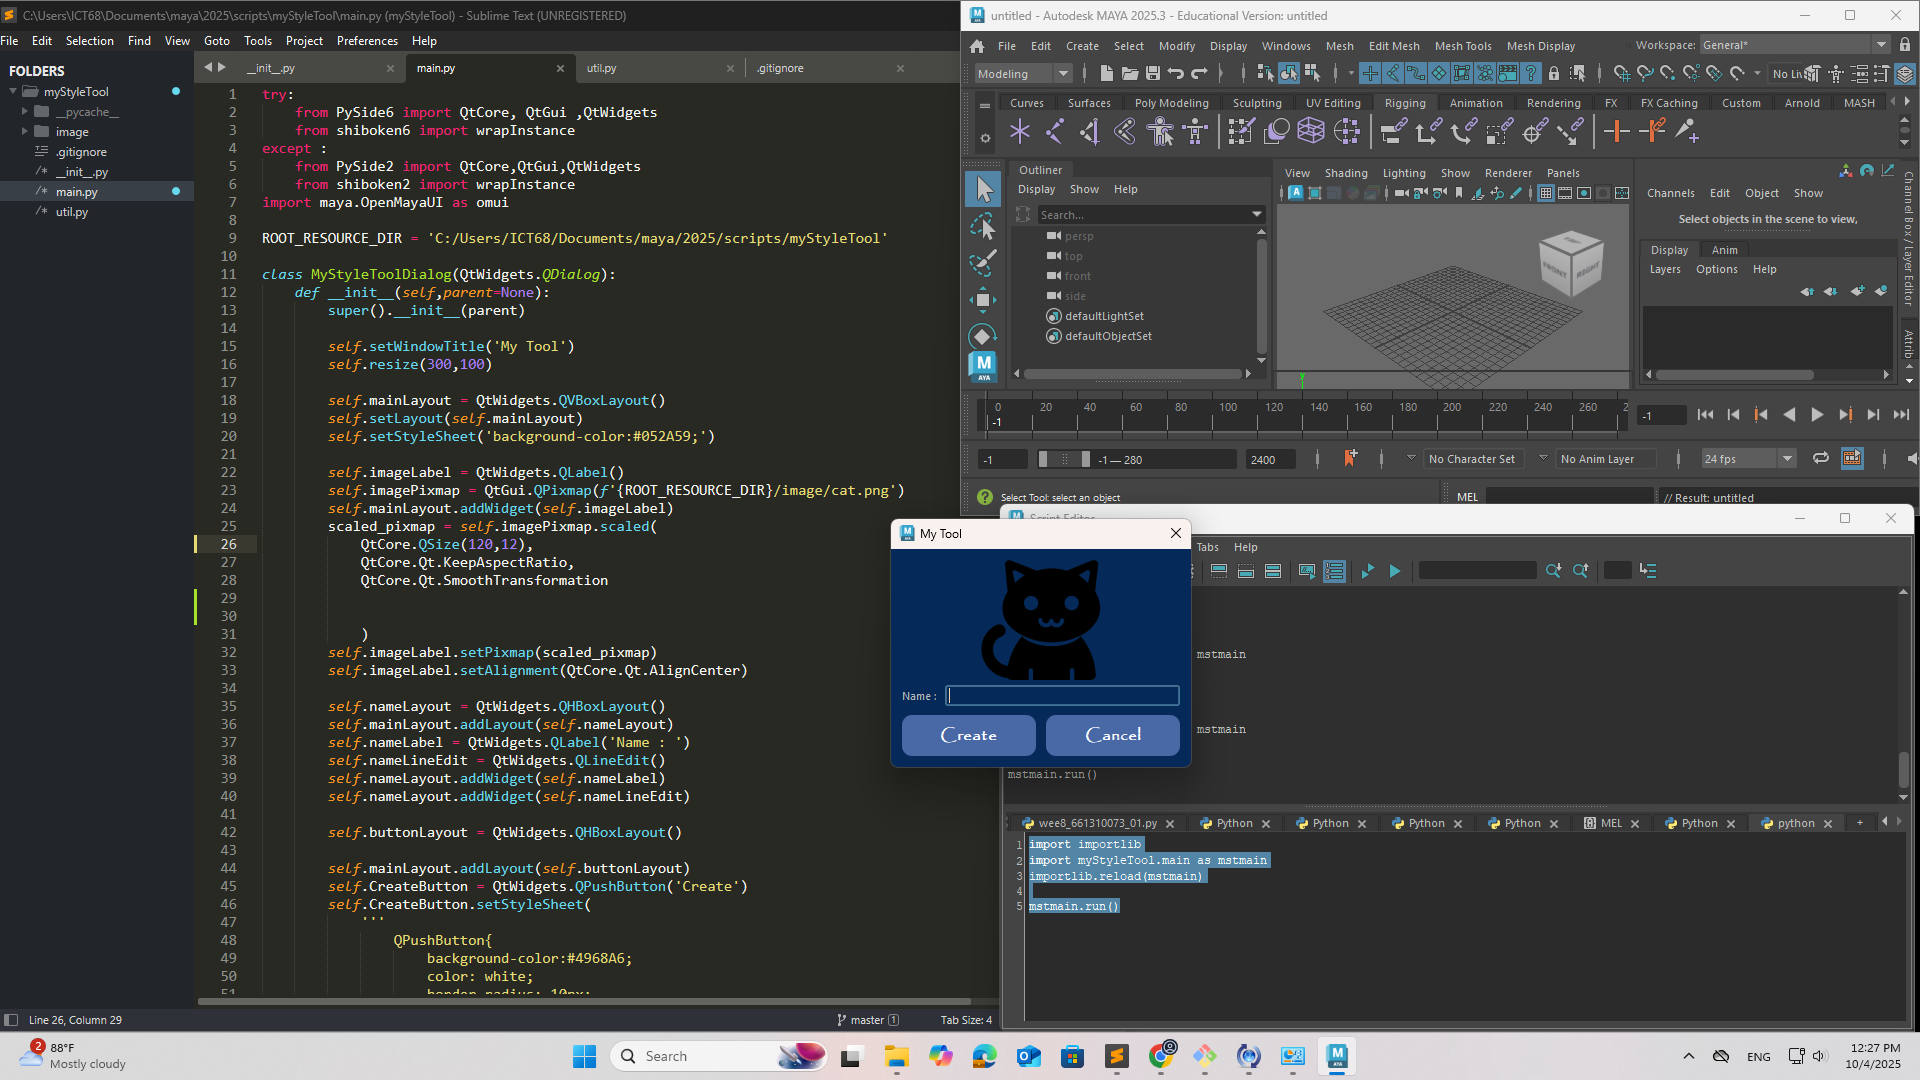 C:\Users\ICT68\Documents\maya\2025\scripts\myStyleTool\main.py (myStyleTool) - Sublime Text (UNREGISTERED)
File Edit Selection Find View Goto Tools Project Preferences Help
FOLDERS
myStyleTool
__pycache__
image
.gitignore
__init__.py
main.py
util.py
__init__.py main.py util.py .gitignore
1 try:
2 from PySide6 import QtCore, QtGui ,QtWidgets
3 from shiboken6 import wrapInstance
4 except :
5 from PySide2 import QtCore,QtGui,QtWidgets
6 from shiboken2 import wrapInstance
7 import maya.OpenMayaUI as omui
8
9 ROOT_RESOURCE_DIR = 'C:/Users/ICT68/Documents/maya/2025/scripts/myStyleTool'
10
11 class MyStyleToolDialog(QtWidgets.QDialog):
12 def __init__(self,parent=None):
13 super().__init__(parent)
14
15 self.setWindowTitle('My Tool')
16 self.resize(300,100)
17
18 self.mainLayout = QtWidgets.QVBoxLayout()
19 self.setLayout(self.mainLayout)
20 self.setStyleSheet('background-color:#052A59;')
21
22 self.imageLabel = QtWidgets.QLabel()
23 self.imagePixmap = QtGui.QPixmap(f'{ROOT_RESOURCE_DIR}/image/cat.png')
24 self.mainLayout.addWidget(self.imageLabel)
25 scaled_pixmap = self.imagePixmap.scaled(
26 QtCore.QSize(120,12),
27 QtCore.Qt.KeepAspectRatio,
28 QtCore.Qt.SmoothTransformation
29
30
31 )
32 self.imageLabel.setPixmap(scaled_pixmap)
33 self.imageLabel.setAlignment(QtCore.Qt.AlignCenter)
34
35 self.nameLayout = QtWidgets.QHBoxLayout()
36 self.mainLayout.addLayout(self.nameLayout)
37 self.nameLabel = QtWidgets.QLabel('Name : ')
38 self.nameLineEdit = QtWidgets.QLineEdit()
39 self.nameLayout.addWidget(self.nameLabel)
40 self.nameLayout.addWidget(self.nameLineEdit)
41
42 self.buttonLayout = QtWidgets.QHBoxLayout()
43
44 self.mainLayout.addLayout(self.buttonLayout)
45 self.CreateButton = QtWidgets.QPushButton('Create')
46 self.CreateButton.setStyleSheet(
47 '''
48 QPushButton{
49 background-color:#4968A6;
50 color: white;
51 border-radius: 10px;
Line 26, Column 29
master 1
Tab Size: 4
untitled - Autodesk MAYA 2025.3 - Educational Version: untitled
File Edit Create Select Modify Display Windows Mesh Edit Mesh Mesh Tools Mesh Display
Workspace: General*
Modeling
No Liv
Curves Surfaces Poly Modeling Sculpting UV Editing Rigging Animation Rendering FX FX Caching Custom Arnold MASH
Outliner
Display Show Help
Search...
persp
top
front
side
defaultLightSet
defaultObjectSet
MAYA
View Shading Lighting Show Renderer Panels
FRONT RIGHT
y
Channels Edit Object Show
Select objects in the scene to view,
Display Anim
Layers Options Help
Channel Box / Layer Editor
Attrib
0 20 40 60 80 100 120 140 160 180 200 220 240 260 2
-1
-1
-1
-1 — 280
2400
No Character Set
No Anim Layer
24 fps
Select Tool: select an object
MEL
// Result: untitled
Script Editor
Tabs Help
mstmain
mstmain
mstmain.run()
My Tool
Name :
Create Cancel
wee8_661310073_01.py Python Python Python Python MEL Python python +
1 import importlib
2 import myStyleTool.main as mstmain
3 importlib.reload(mstmain)
4
5 mstmain.run()
2
88°F
Mostly cloudy
Search
ENG
12:27 PM
10/4/2025